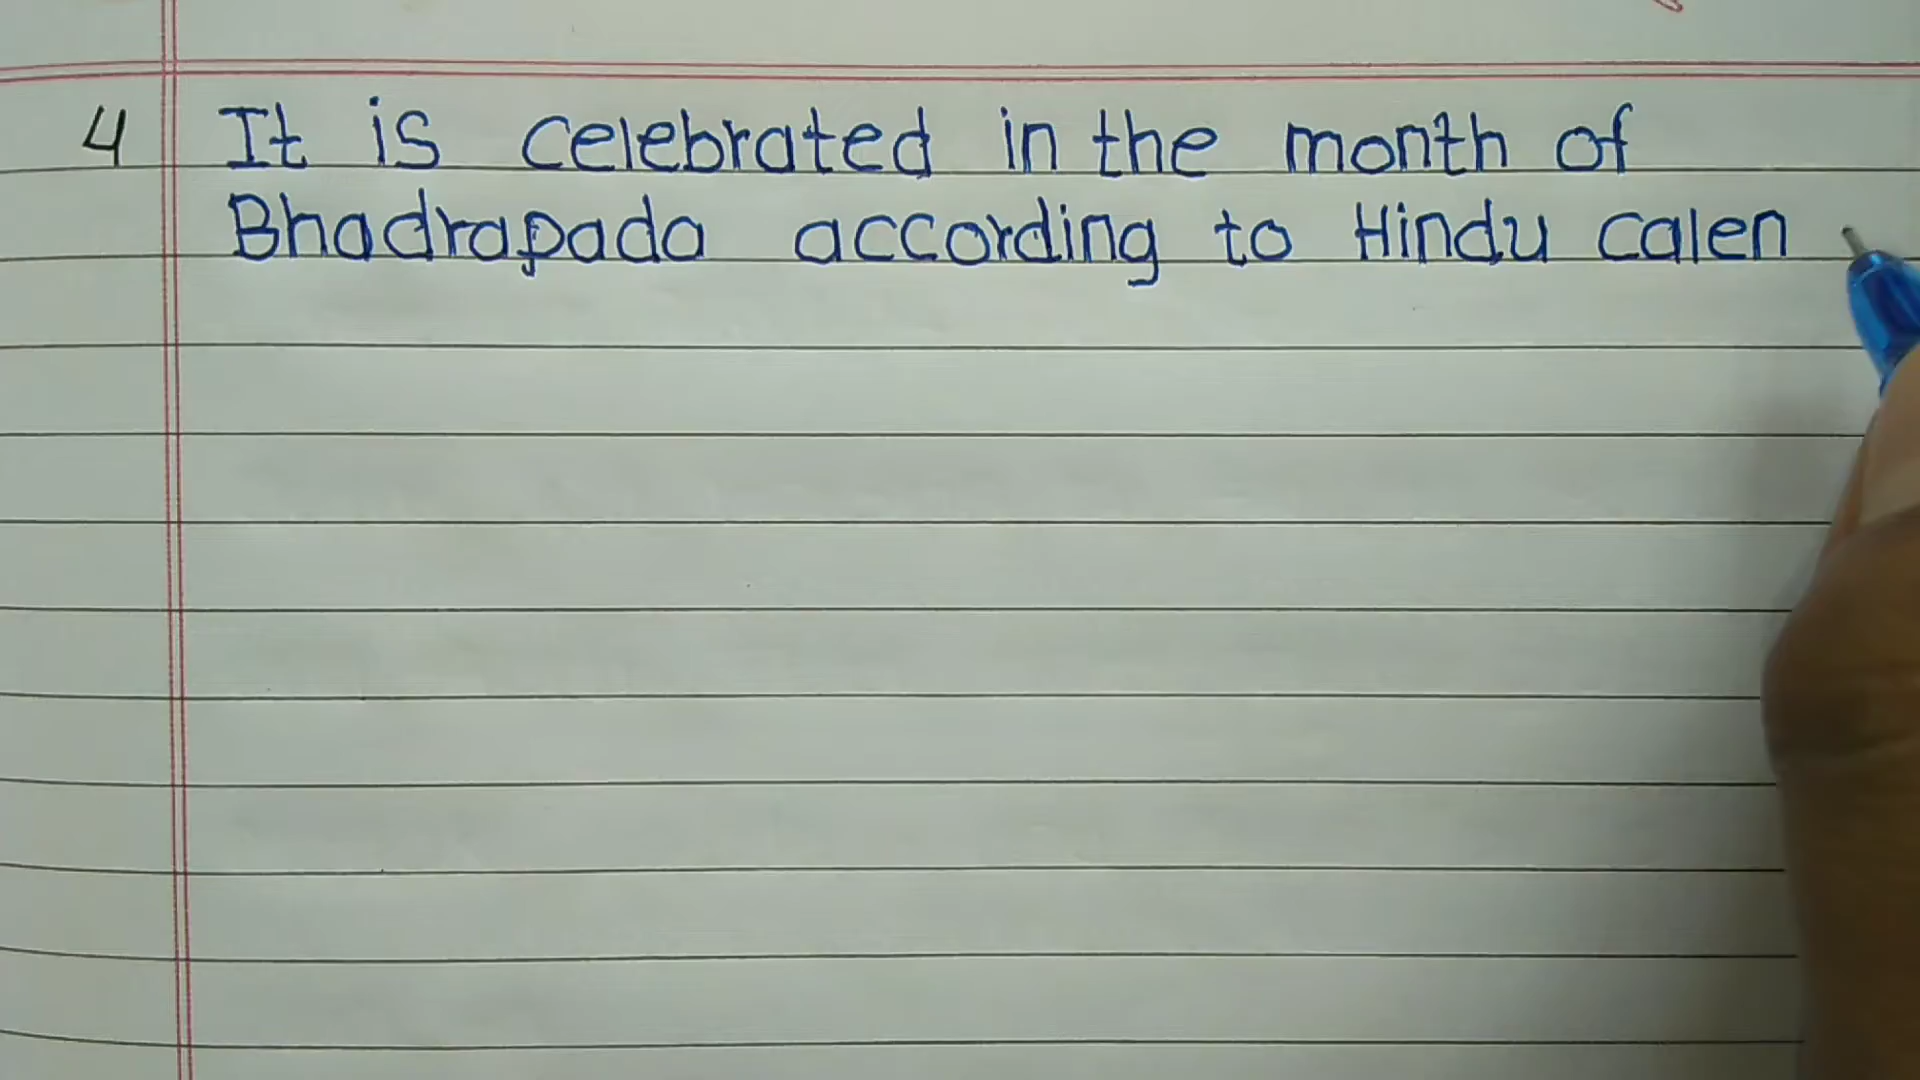 4 It is celebrated in the month of
Bhadrapada according to Hindu calen